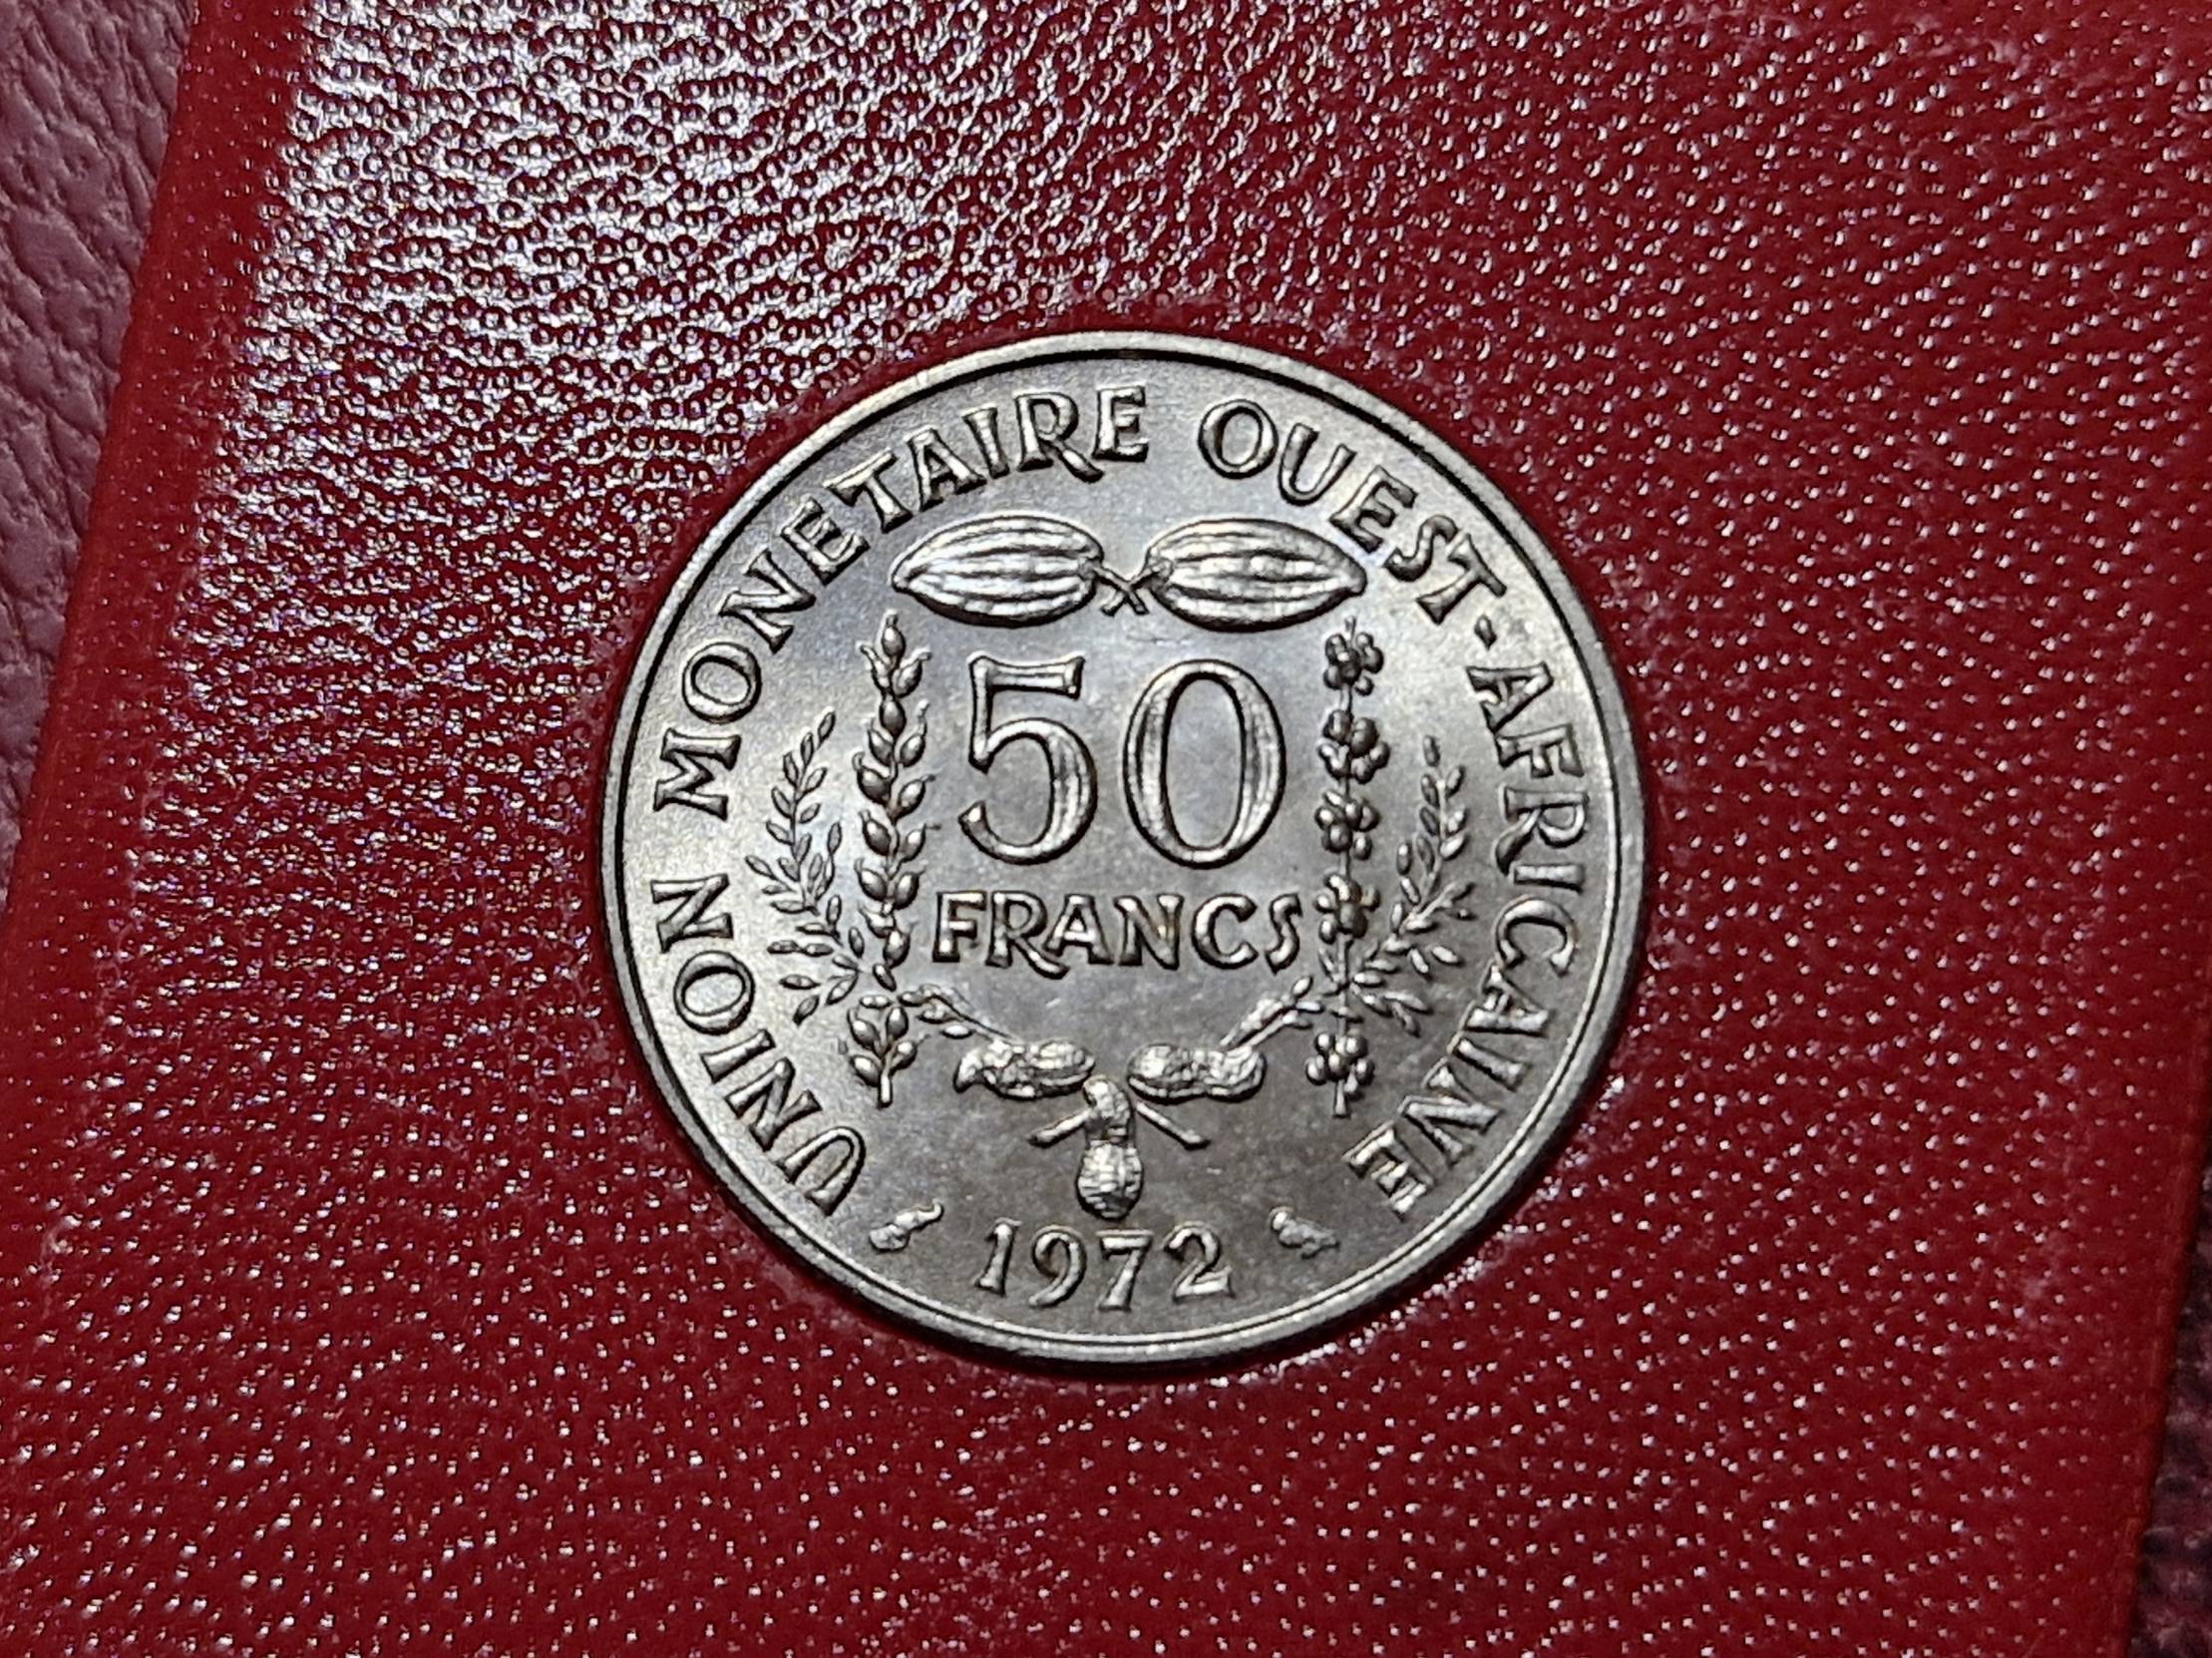 UNION MONETAIRE OUEST-AFRICAINE
50
FRANCS
1972